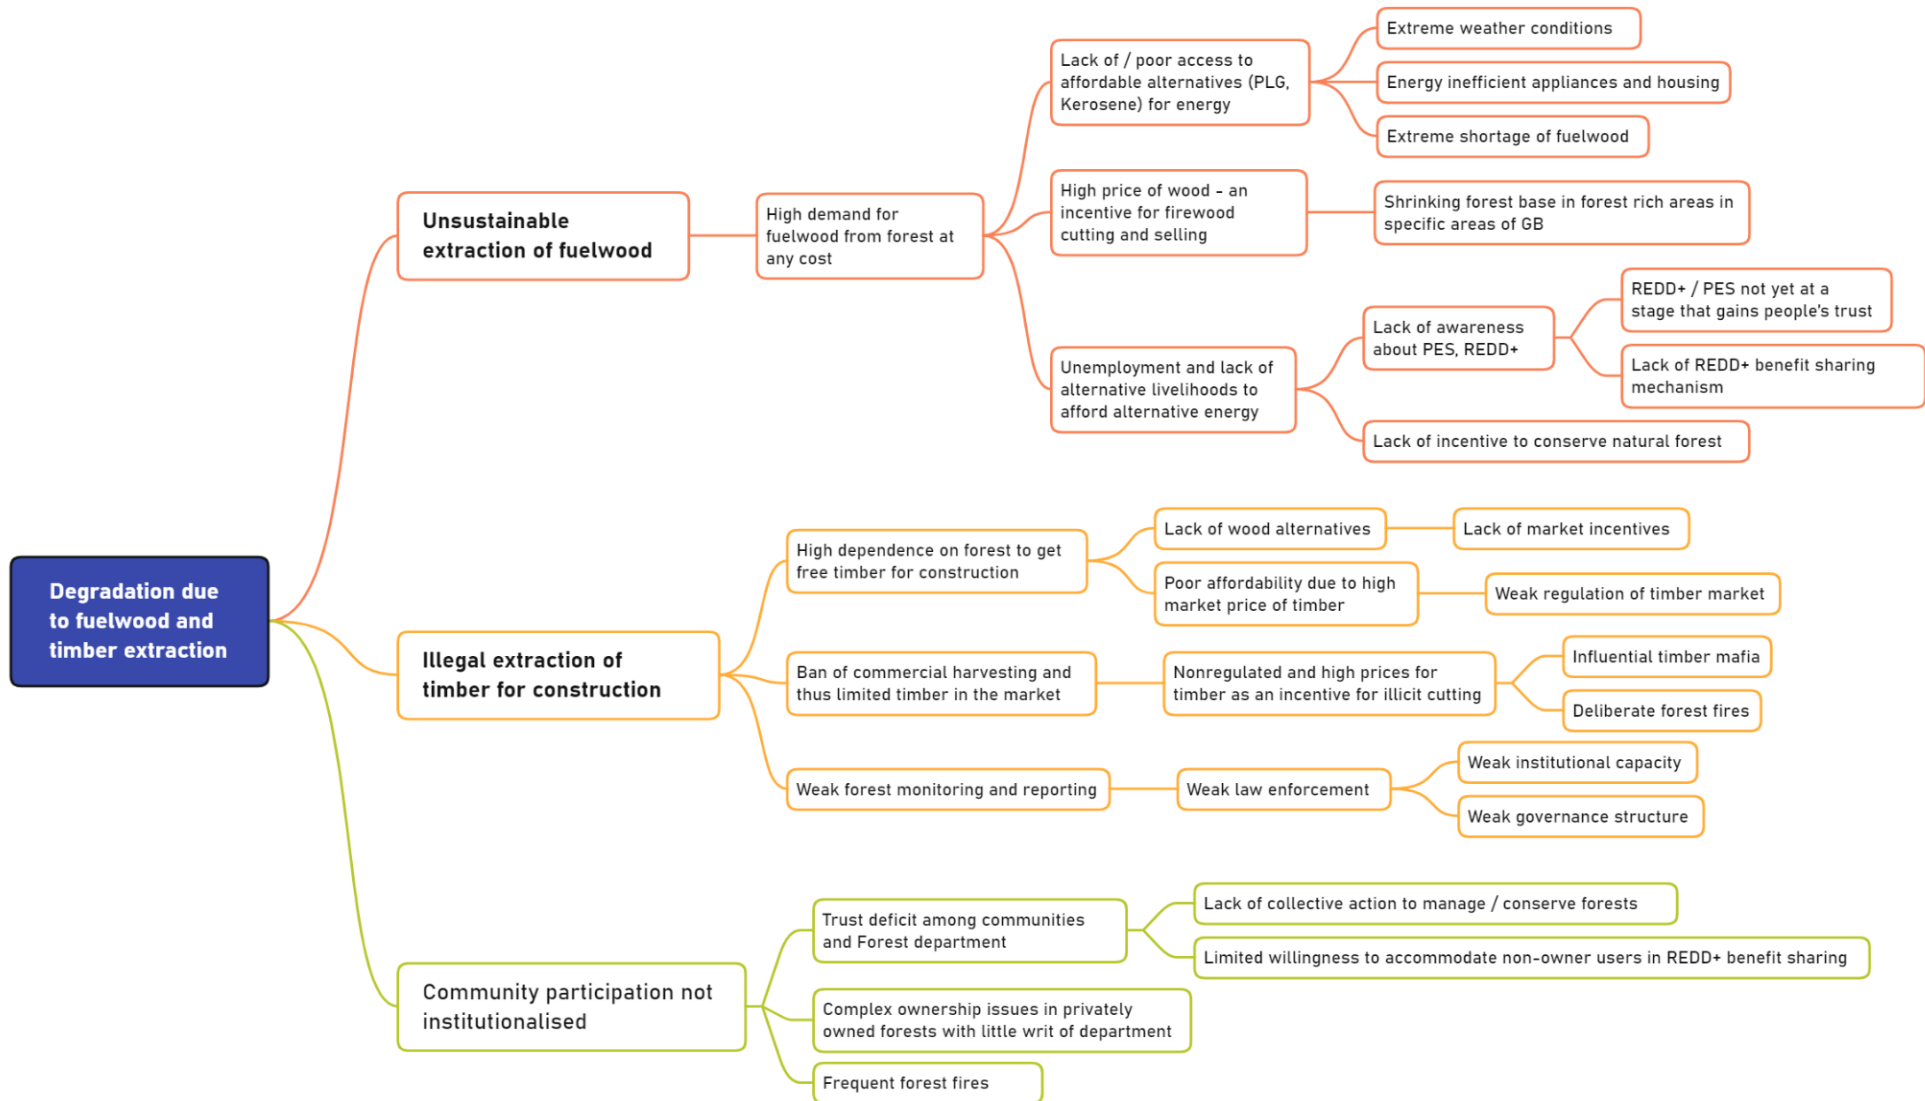 Degradation due
to fuelwood and
timber extraction
Unsustainable
extraction of fuelwood
High demand for
fuelwood from forest at
any cost
Lack of / poor access to
affordable alternatives (PLG,
Kerosene) for energy
Extreme weather conditions
Energy inefficient appliances and housing
Extreme shortage of fuelwood
High price of wood - an
incentive for firewood
cutting and selling
Shrinking forest base in forest rich areas in
specific areas of GB
Unemployment and lack of
alternative livelihoods to
afford alternative energy
Lack of awareness
about PES, REDD+
REDD+ / PES not yet at a
stage that gains people's trust
Lack of REDD+ benefit sharing
mechanism
Lack of incentive to conserve natural forest
Illegal extraction of
timber for construction
High dependence on forest to get
free timber for construction
Lack of wood alternatives
Lack of market incentives
Poor affordability due to high
market price of timber
Weak regulation of timber market
Ban of commercial harvesting and
thus limited timber in the market
Nonregulated and high prices for
timber as an incentive for illicit cutting
Influential timber mafia
Deliberate forest fires
Weak forest monitoring and reporting
Weak law enforcement
Weak institutional capacity
Weak governance structure
Community participation not
institutionalised
Trust deficit among communities
and Forest department
Lack of collective action to manage / conserve forests
Limited willingness to accommodate non-owner users in REDD+ benefit sharing
Complex ownership issues in privately
owned forests with little writ of department
Frequent forest fires